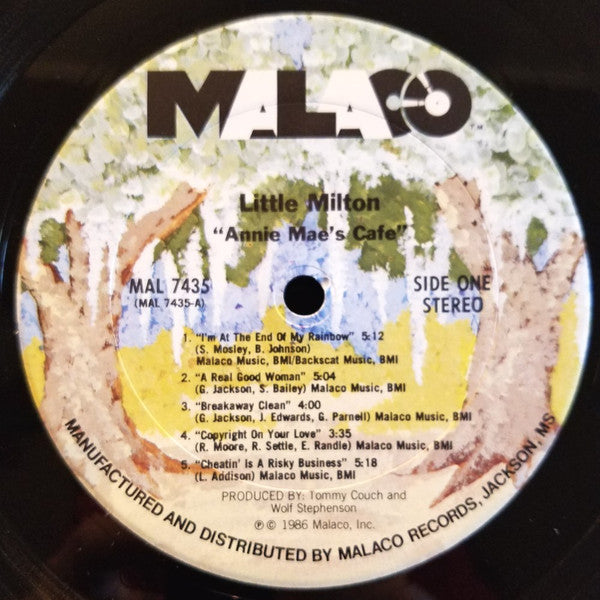 MALACO
Little Milton
"Annie Mae's Cafe"
MAL 7435
(MAL 7435-A)
SIDE ONE
STEREO
1. "I'm At The End Of My Rainbow" 5:12
(S. Mosley, B. Johnson)
Malaco Music, BMI/Backscat Music, BMI
2. "A Real Good Woman" 5:04
(G. Jackson, S. Bailey) Malaco Music, BMI
3. "Breakaway Clean" 4:00
(G. Jackson, J. Edwards, G. Parnell) Malaco Music, BMI
4. "Copyright On Your Love" 3:35
(R. Moore, R. Settle, E. Randle) Malaco Music, BMI
5. "Cheatin' Is A Risky Business" 5:18
(L. Addison) Malaco Music, BMI
PRODUCED BY: Tommy Couch and
Wolf Stephenson
℗ © 1986 Malaco, Inc.
MANUFACTURED AND DISTRIBUTED BY MALACO RECORDS, JACKSON, MS